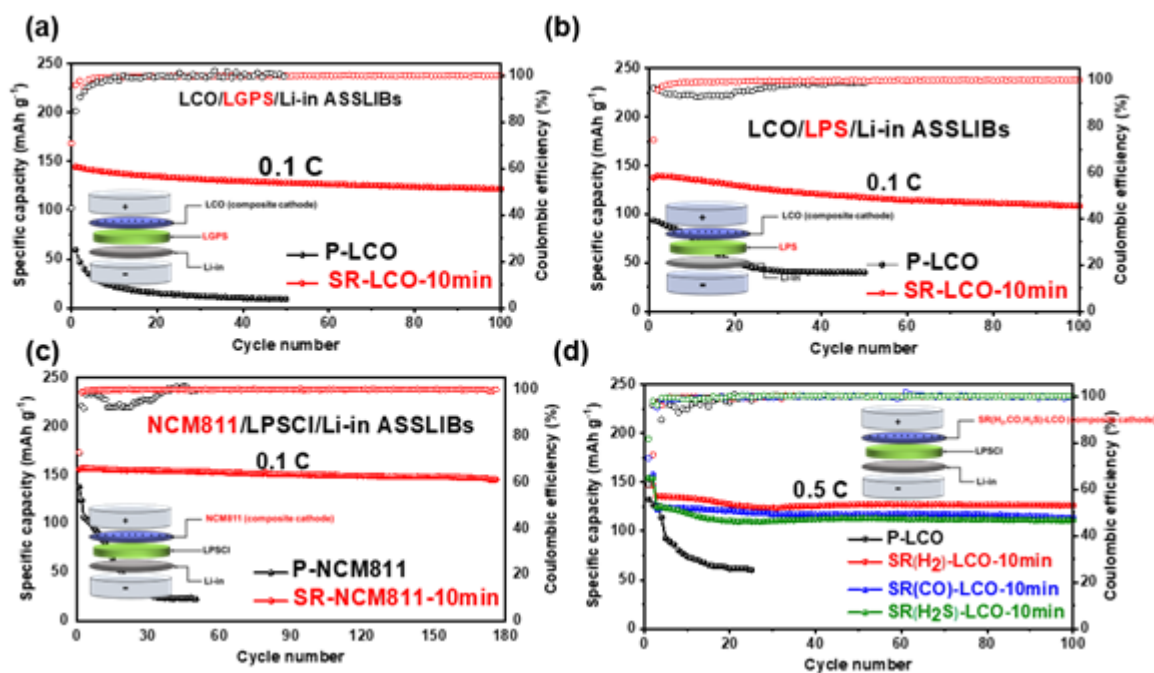 (a)
250
200
150
100
50
0
Specific capacity (mAh g⁻¹)
100
80
60
40
20
0
Coulombic efficiency (%)
LCO/LGPS/Li-in ASSLIBs
0.1 C
+
LCO (composite cathode)
LGPS
Li-in
-
P-LCO
SR-LCO-10min
0 20 40 60 80 100
Cycle number
(b)
250
200
150
100
50
0
Specific capacity (mAh g⁻¹)
100
80
60
40
20
0
Coulombic efficiency (%)
LCO/LPS/Li-in ASSLIBs
0.1 C
+
LCO (composite cathode)
LPS
Li-in
-
P-LCO
SR-LCO-10min
0 20 40 60 80 100
Cycle number
(c)
250
200
150
100
50
0
Specific capacity (mAh g⁻¹)
100
80
60
40
20
0
Coulombic efficiency (%)
NCM811/LPSCl/Li-in ASSLIBs
0.1 C
+
NCM811 (composite cathode)
LPSCl
Li-in
-
P-NCM811
SR-NCM811-10min
0 30 60 90 120 150 180
Cycle number
(d)
250
200
150
100
50
0
Specific capacity (mAh g⁻¹)
100
80
60
40
20
0
Coulombic efficiency (%)
+
SR(H₂,CO,H₂S)-LCO (composite cathode)
LPSCl
Li-in
-
0.5 C
P-LCO
SR(H₂)-LCO-10min
SR(CO)-LCO-10min
SR(H₂S)-LCO-10min
0 20 40 60 80 100
Cycle number